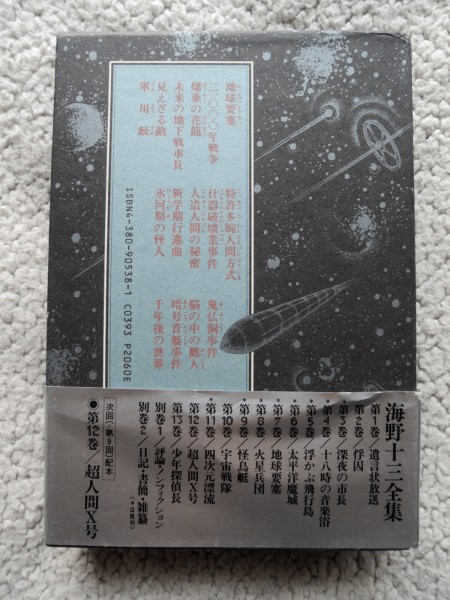 地球要塞
二、〇〇〇年戦争
爆薬の花籠
未来の地下戦車長
見えざる敵
軍用鮫
特許多腕人間方式
什器破壊業事件
人造人間の秘密
新学期行進曲
氷河期の怪人
鬼仏洞事件
脳の中の麗人
暗号音盤事件
千年後の世界
ISBN4-380-90538-1 C0393 P2060E
海野十三全集
第1巻/遺言状放送
第2巻/俘囚
第3巻/深夜の市長
第4巻/十八時の音楽浴
第5巻/浮かぶ飛行島
第6巻/太平洋魔城
第7巻/地球要塞
第8巻/火星兵団
第9巻/怪鳥艇
第10巻/宇宙戦隊
第11巻/四次元漂流
第12巻/超人間X号
第13巻/少年探偵長
別巻1/評論・ノンフィクション
別巻2/日記・書簡・雑纂
次回(第9回)配本
●第12巻/超人間X号